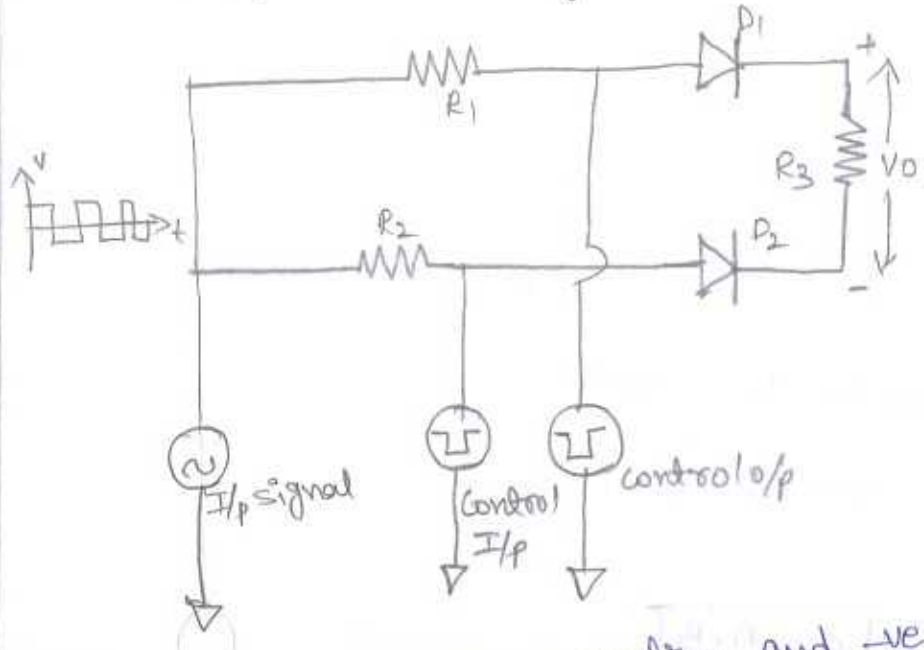 D1
+
R1
V
R3
VO
t
R2
D2
-
I/p signal
control
I/p
control o/p
and -ve